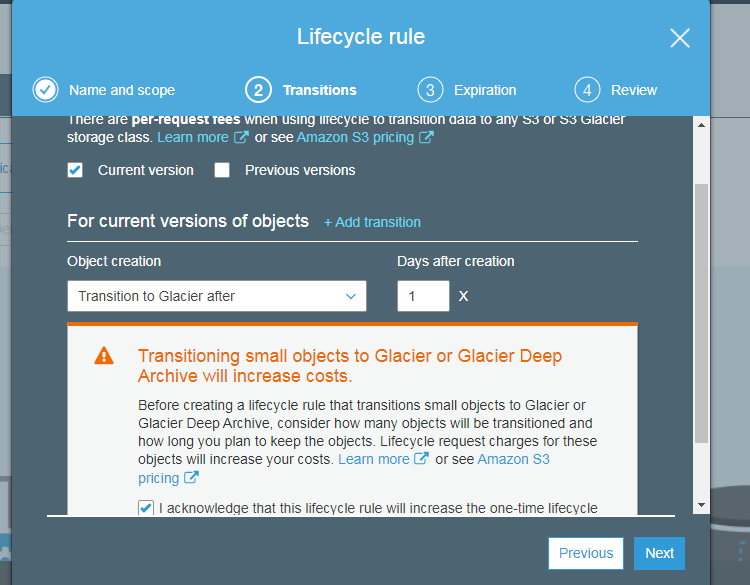 Lifecycle rule
Name and scope
2 Transitions
3 Expiration
4 Review
There are per-request fees when using lifecycle to transition data to any S3 or S3 Glacier
storage class. Learn more or see Amazon S3 pricing
Current version
Previous versions
For current versions of objects + Add transition
Object creation
Days after creation
Transition to Glacier after
1 X
Transitioning small objects to Glacier or Glacier Deep
Archive will increase costs.
Before creating a lifecycle rule that transitions small objects to Glacier or
Glacier Deep Archive, consider how many objects will be transitioned and
how long you plan to keep the objects. Lifecycle request charges for these
objects will increase your costs. Learn more or see Amazon S3
pricing
I acknowledge that this lifecycle rule will increase the one-time lifecycle
Previous
Next